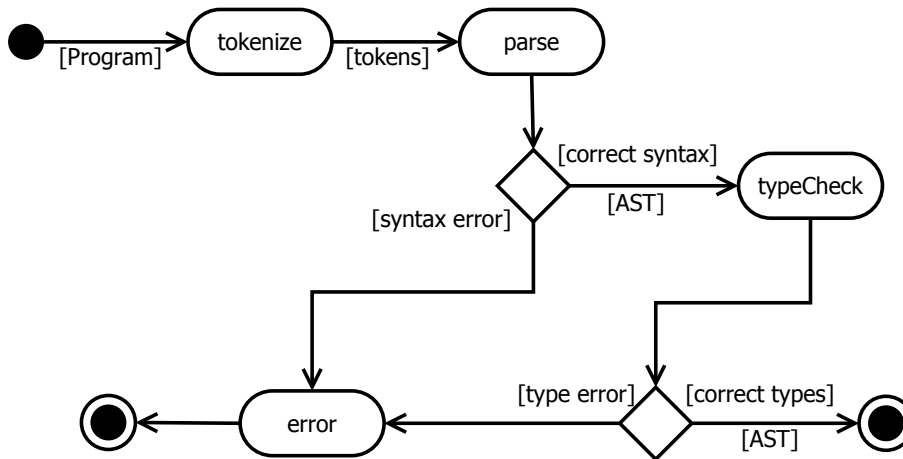 tokenize
parse
[Program]
[tokens]
[correct syntax]
typeCheck
[AST]
[syntax error]
[type error]
[correct types]
error
[AST]